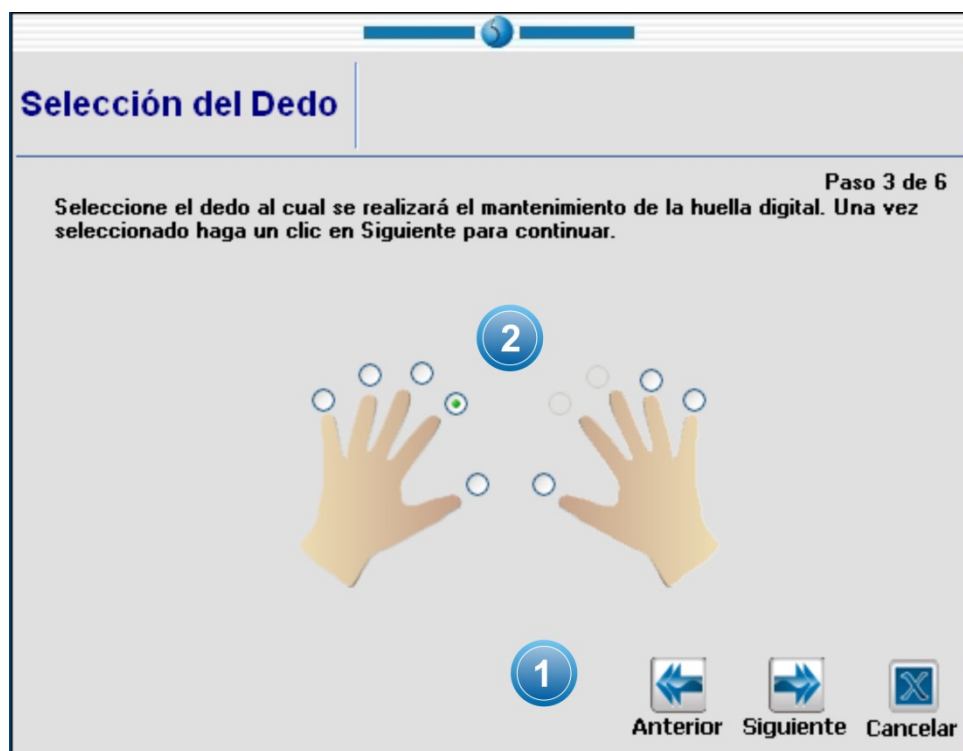 Selección del Dedo
Paso 3 de 6
Seleccione el dedo al cual se realizará el mantenimiento de la huella digital. Una vez
seleccionado haga un clic en Siguiente para continuar.
2
1
Anterior Siguiente Cancelar